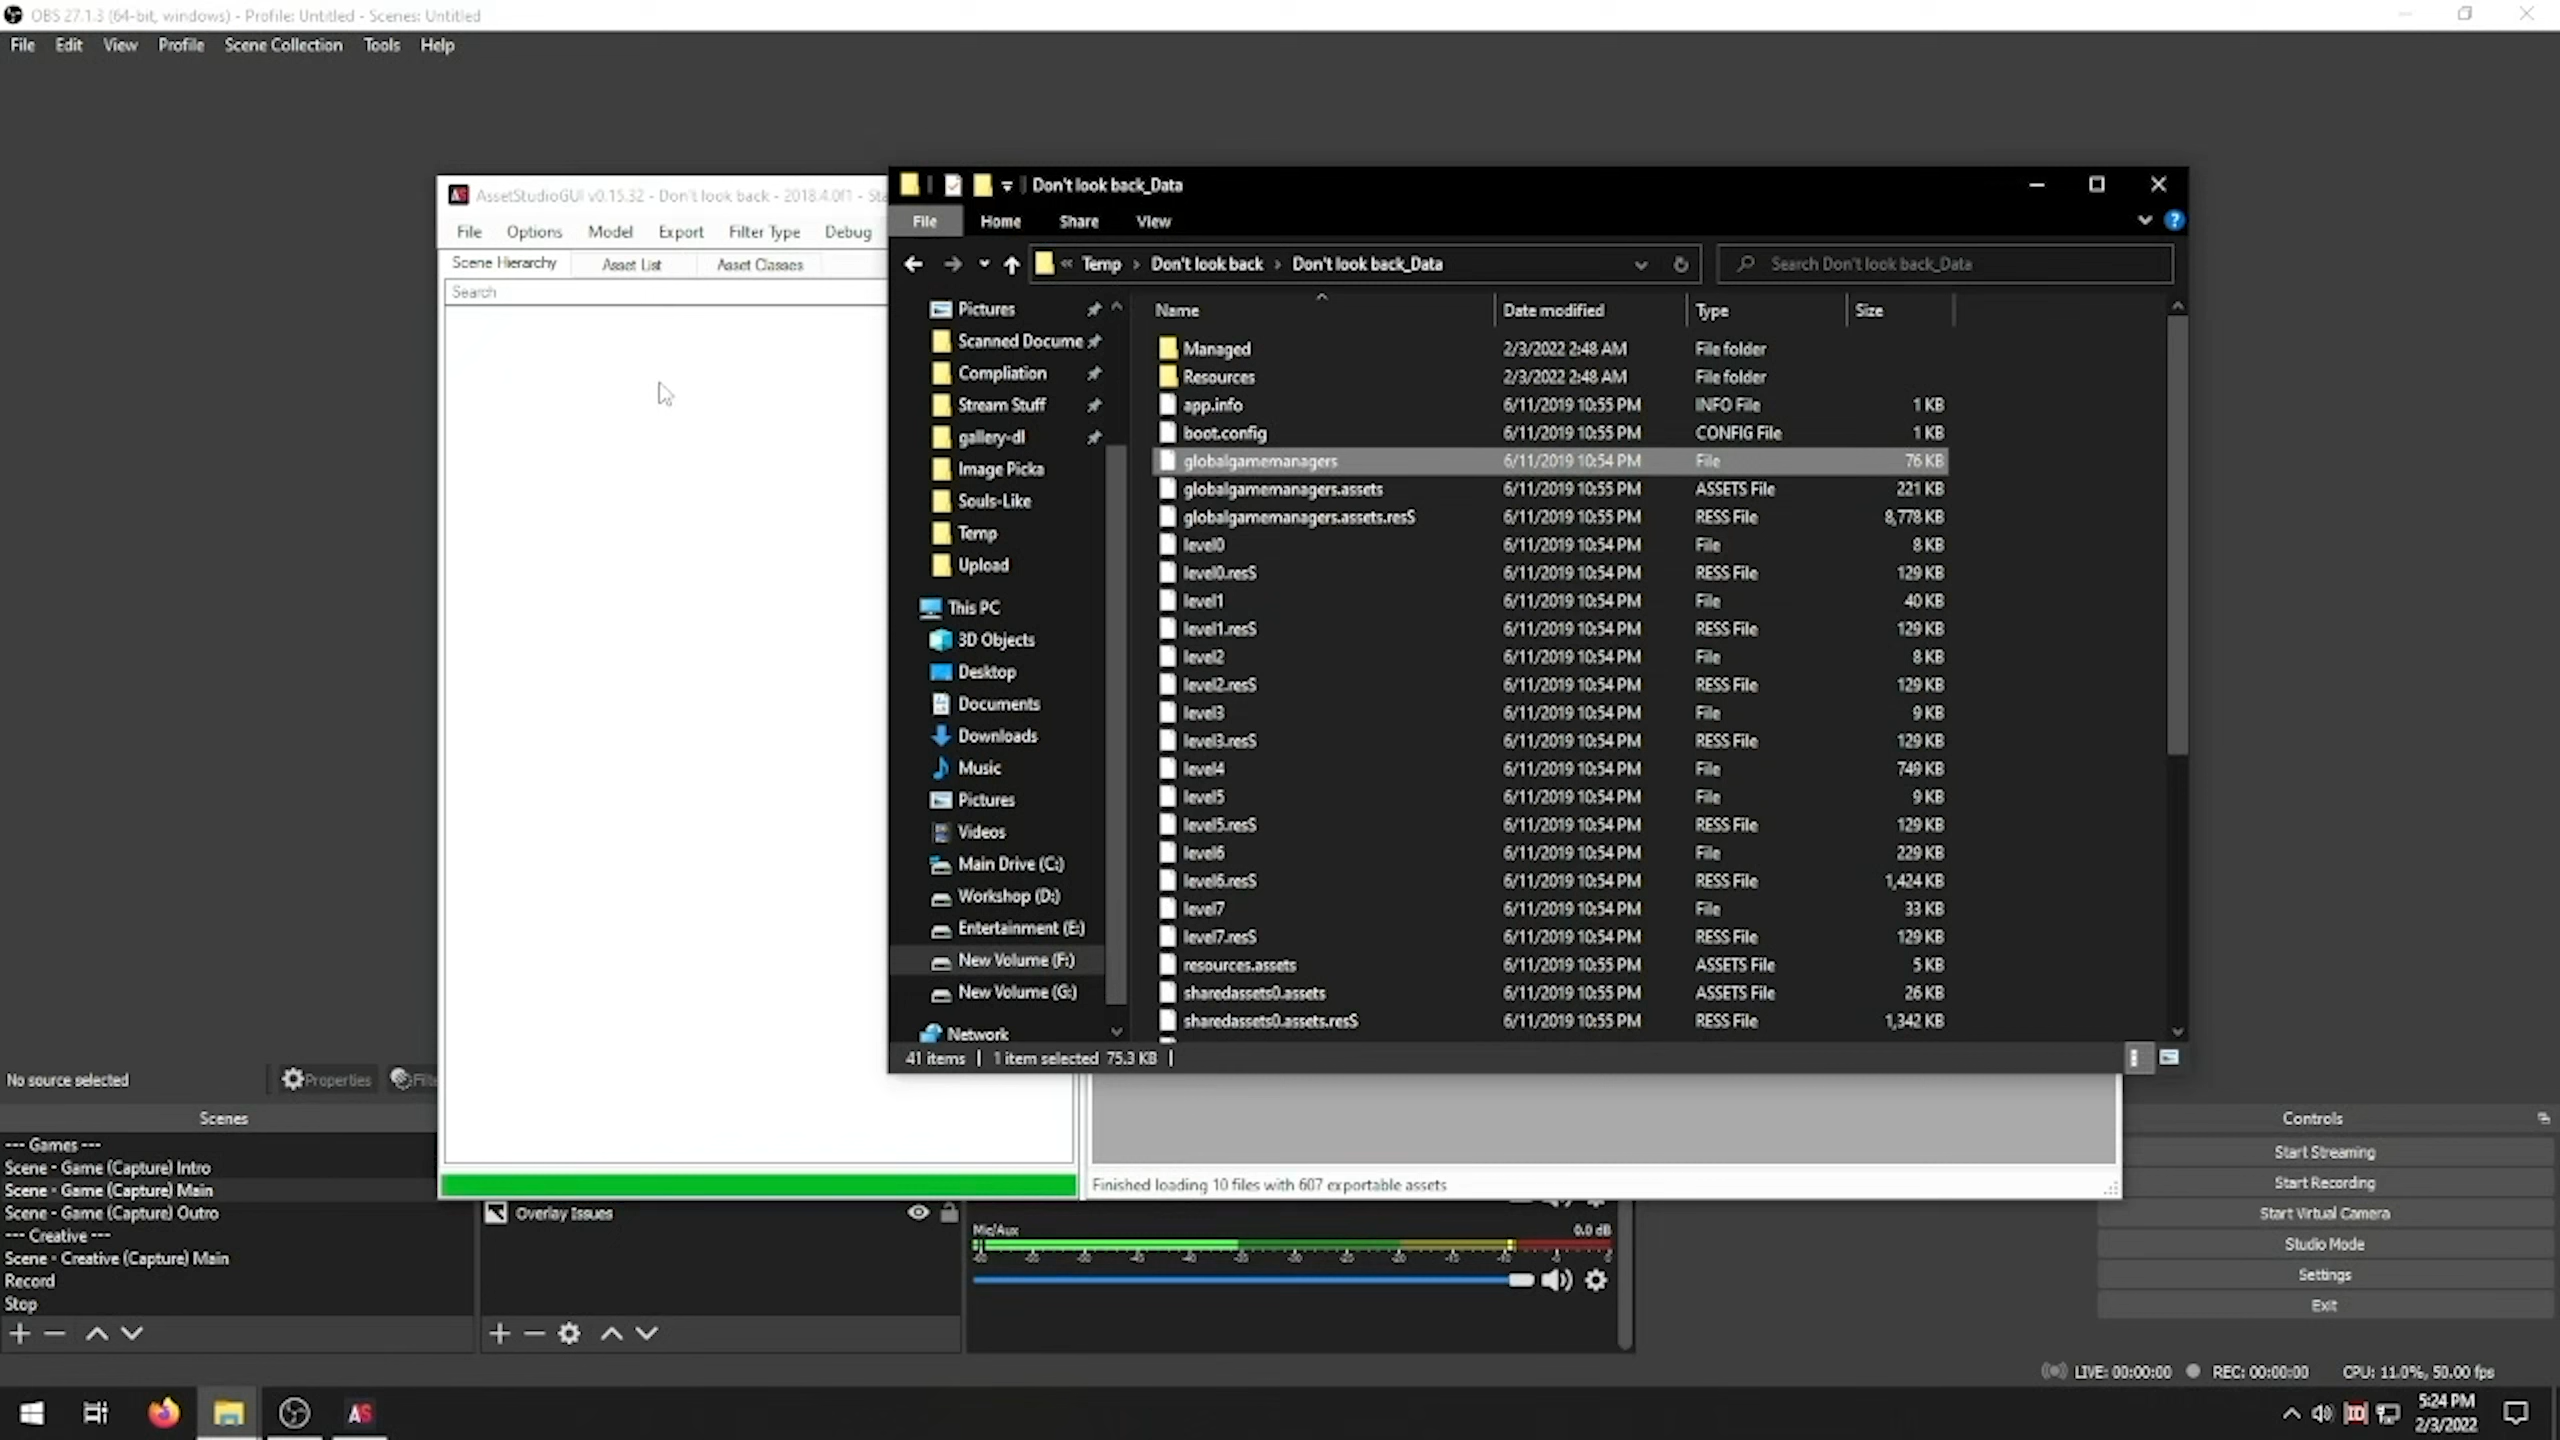 OBS 27.1.3 (64-bit, windows) - Profile: Untitled - Scenes: Untitled
File Edit View Profile Scene Collection Tools Help
AssetStudioGUI v0.15.32 - Don't look back - 2018.4.0f1 - Sta
File Options Model Export Filter Type Debug
Scene Hierarchy Asset List Asset Classes
Search
Don't look back_Data
File Home Share View
« Temp › Don't look back › Don't look back_Data
Search Don't look back_Data
Pictures
Scanned Docume
Compliation
Stream Stuff
gallery-dl
Image Picka
Souls-Like
Temp
Upload
This PC
3D Objects
Desktop
Documents
Downloads
Music
Pictures
Videos
Main Drive (C:)
Workshop (D:)
Entertainment (E:)
New Volume (F:)
New Volume (G:)
Network
Name Date modified Type Size
Managed 2/3/2022 2:48 AM File folder
Resources 2/3/2022 2:48 AM File folder
app.info 6/11/2019 10:55 PM INFO File 1 KB
boot.config 6/11/2019 10:55 PM CONFIG File 1 KB
globalgamemanagers 6/11/2019 10:54 PM File 76 KB
globalgamemanagers.assets 6/11/2019 10:55 PM ASSETS File 221 KB
globalgamemanagers.assets.resS 6/11/2019 10:55 PM RESS File 8,778 KB
level0 6/11/2019 10:54 PM File 8 KB
level0.resS 6/11/2019 10:54 PM RESS File 129 KB
level1 6/11/2019 10:54 PM File 40 KB
level1.resS 6/11/2019 10:54 PM RESS File 129 KB
level2 6/11/2019 10:54 PM File 8 KB
level2.resS 6/11/2019 10:54 PM RESS File 129 KB
level3 6/11/2019 10:54 PM File 9 KB
level3.resS 6/11/2019 10:54 PM RESS File 129 KB
level4 6/11/2019 10:54 PM File 749 KB
level5 6/11/2019 10:54 PM File 9 KB
level5.resS 6/11/2019 10:54 PM RESS File 129 KB
level6 6/11/2019 10:54 PM File 229 KB
level6.resS 6/11/2019 10:54 PM RESS File 1,424 KB
level7 6/11/2019 10:54 PM File 33 KB
level7.resS 6/11/2019 10:54 PM RESS File 129 KB
resources.assets 6/11/2019 10:55 PM ASSETS File 5 KB
sharedassets0.assets 6/11/2019 10:55 PM ASSETS File 26 KB
sharedassets0.assets.resS 6/11/2019 10:55 PM RESS File 1,342 KB
41 items | 1 item selected 75.3 KB |
Finished loading 10 files with 607 exportable assets
No source selected Properties Filt
Scenes
--- Games ---
Scene - Game (Capture) Intro
Scene - Game (Capture) Main
Scene - Game (Capture) Outro
--- Creative ---
Scene - Creative (Capture) Main
Record
Stop
Overlay Issues
Mic/Aux 0.0 dB
Controls
Start Streaming
Start Recording
Start Virtual Camera
Studio Mode
Settings
Exit
LIVE: 00:00:00 REC: 00:00:00 CPU: 11.0%, 50.00 fps
AS
5:24 PM
2/3/2022